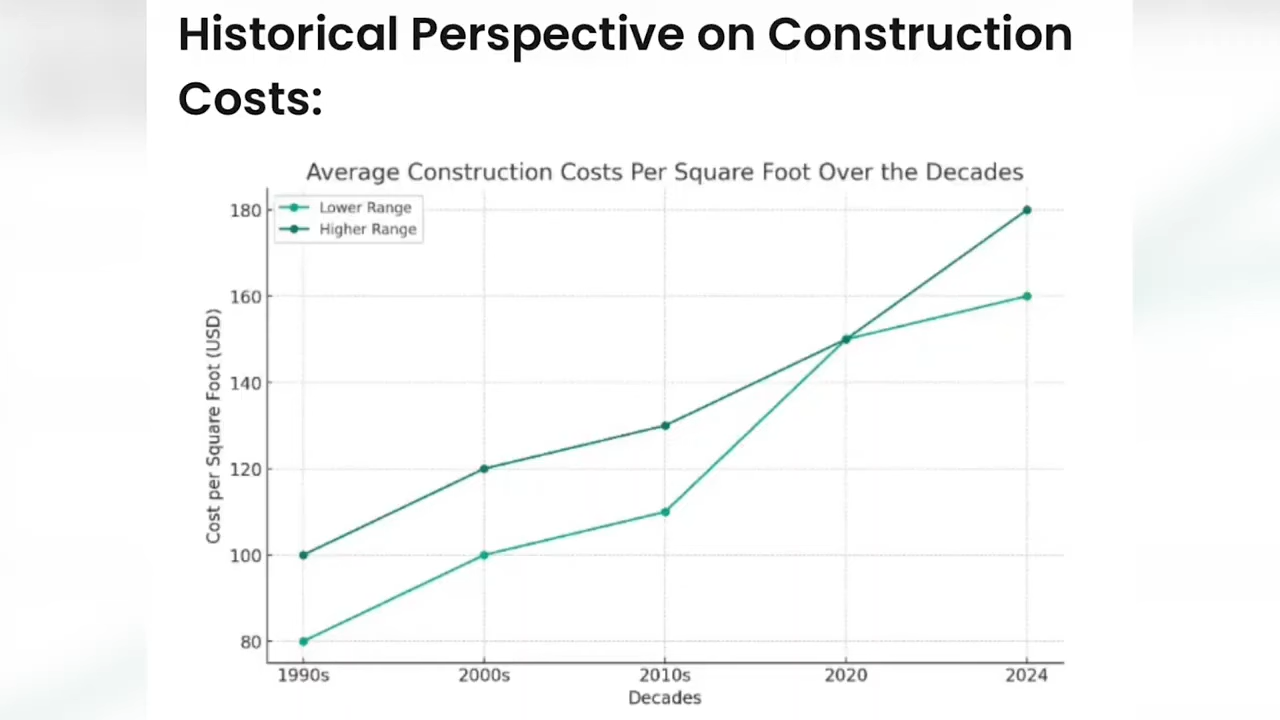 Historical Perspective on Construction
Costs:
Average Construction Costs Per Square Foot Over the Decades
Lower Range
Higher Range
Cost per Square Foot (USD)
180
160
140
120
100
80
1990s 2000s 2010s 2020 2024
Decades